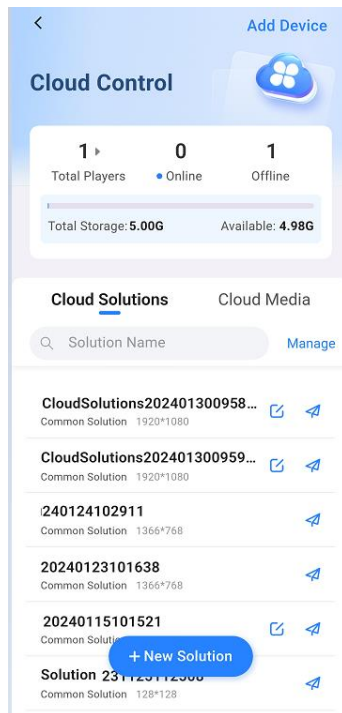 Add Device
Cloud Control
1 0 1
Total Players Online Offline
Total Storage: 5.00G Available: 4.98G
Cloud Solutions Cloud Media
Solution Name Manage
CloudSolutions202401300958...
Common Solution 1920*1080
CloudSolutions202401300959...
Common Solution 1920*1080
240124102911
Common Solution 1366*768
20240123101638
Common Solution 1366*768
20240115101521
Common
+ New Solution
Solution
Common Solution 128*128